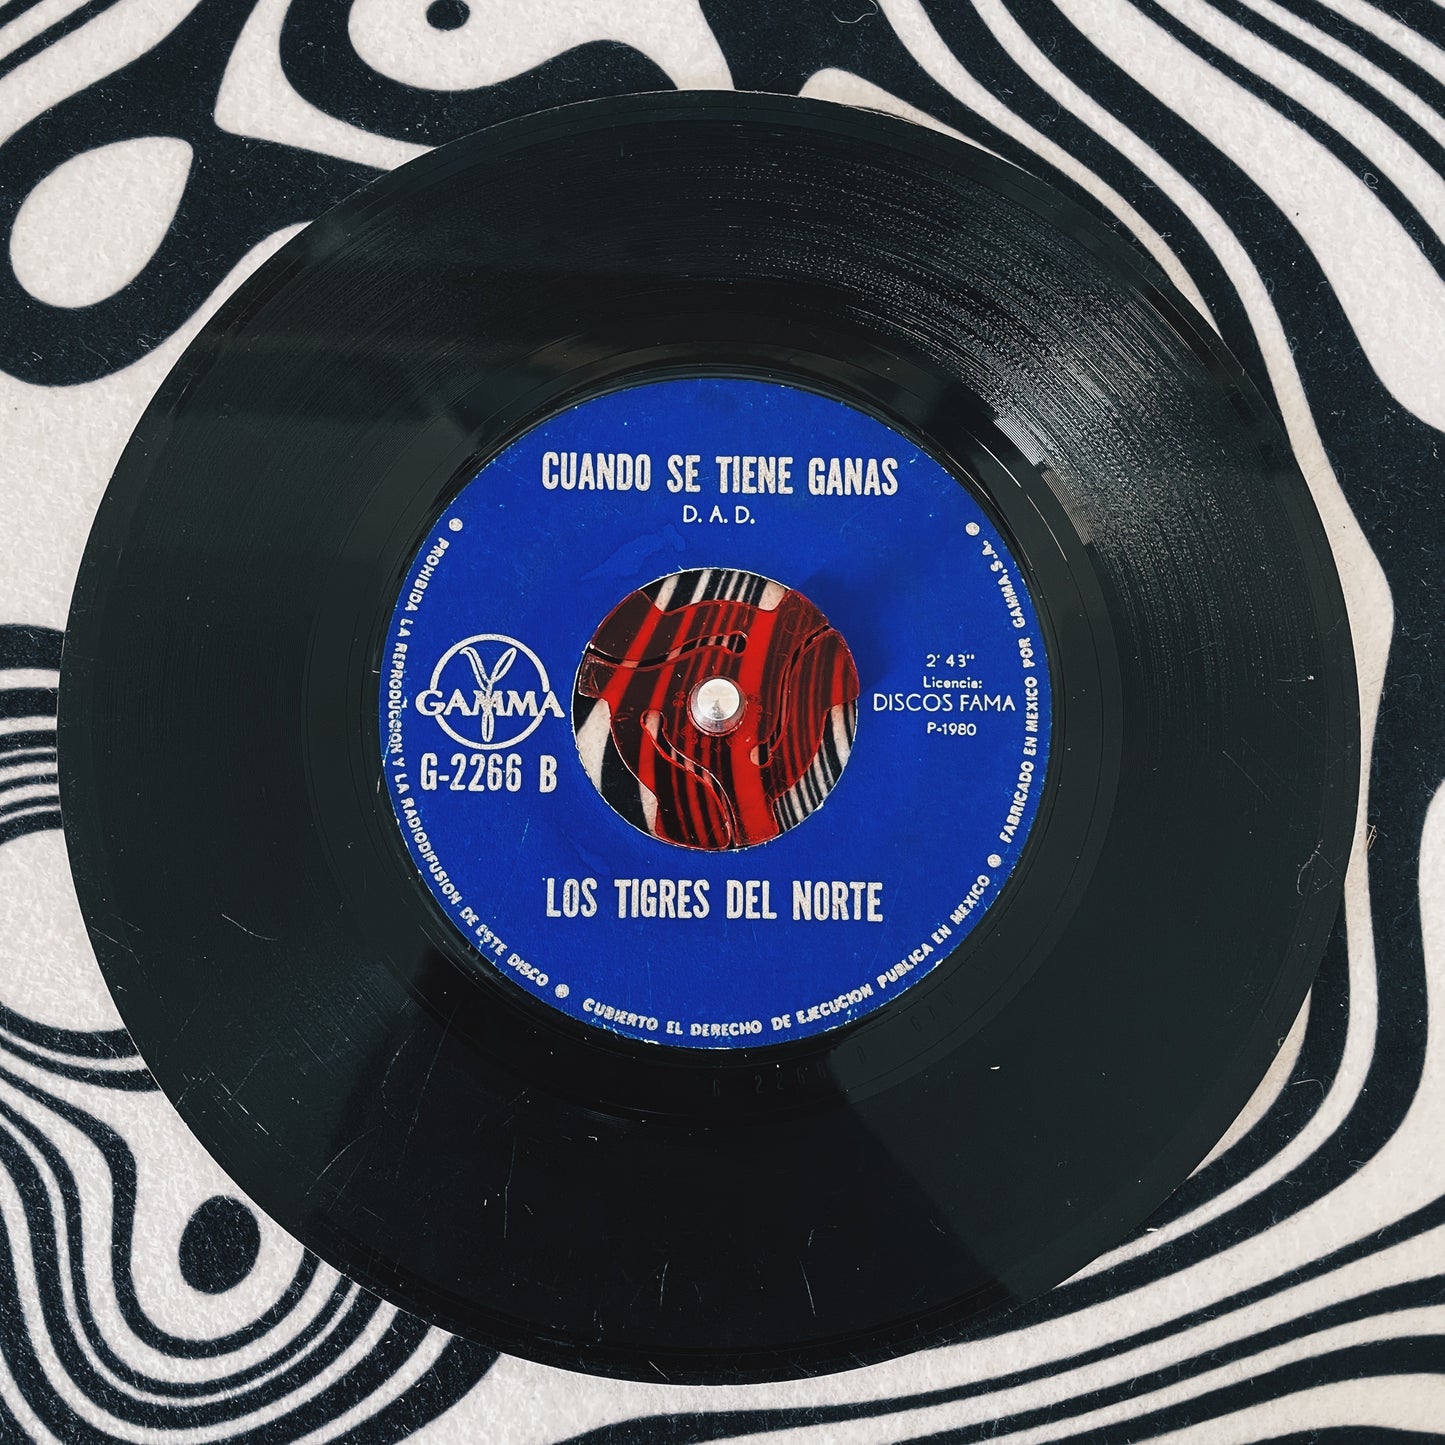 CUANDO SE TIENE GANAS
D. A. D.
GAMMA
G-2266 B
2' 43"
Licencia:
DISCOS FAMA
P-1980
LOS TIGRES DEL NORTE
PROHIBIDA LA REPRODUCCION Y LA RADIODIFUSION DE ESTE DISCO • CUBIERTO EL DERECHO DE EJECUCION PUBLICA EN MEXICO • FABRICADO EN MEXICO POR GAMMA, S.A. •
G 2266